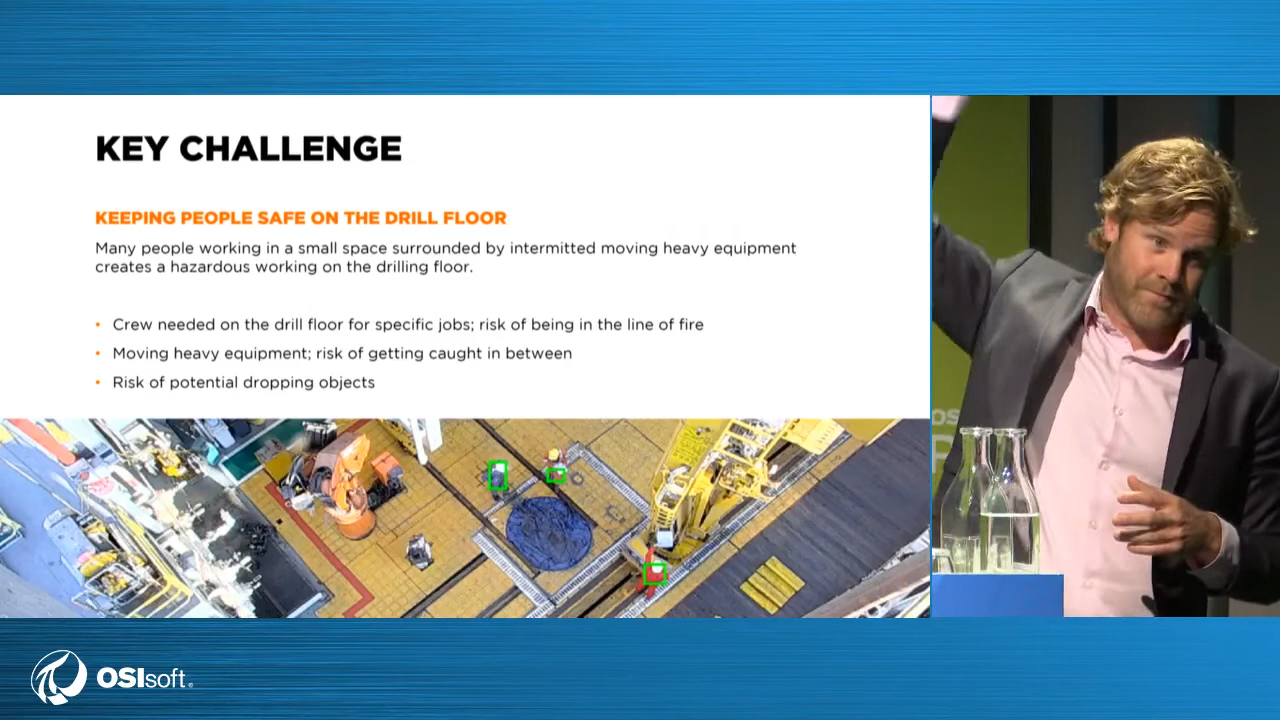 KEY CHALLENGE
KEEPING PEOPLE SAFE ON THE DRILL FLOOR
Many people working in a small space surrounded by intermitted moving heavy equipment
creates a hazardous working on the drilling floor.
• Crew needed on the drill floor for specific jobs; risk of being in the line of fire
• Moving heavy equipment; risk of getting caught in between
• Risk of potential dropping objects
OS
OSIsoft.